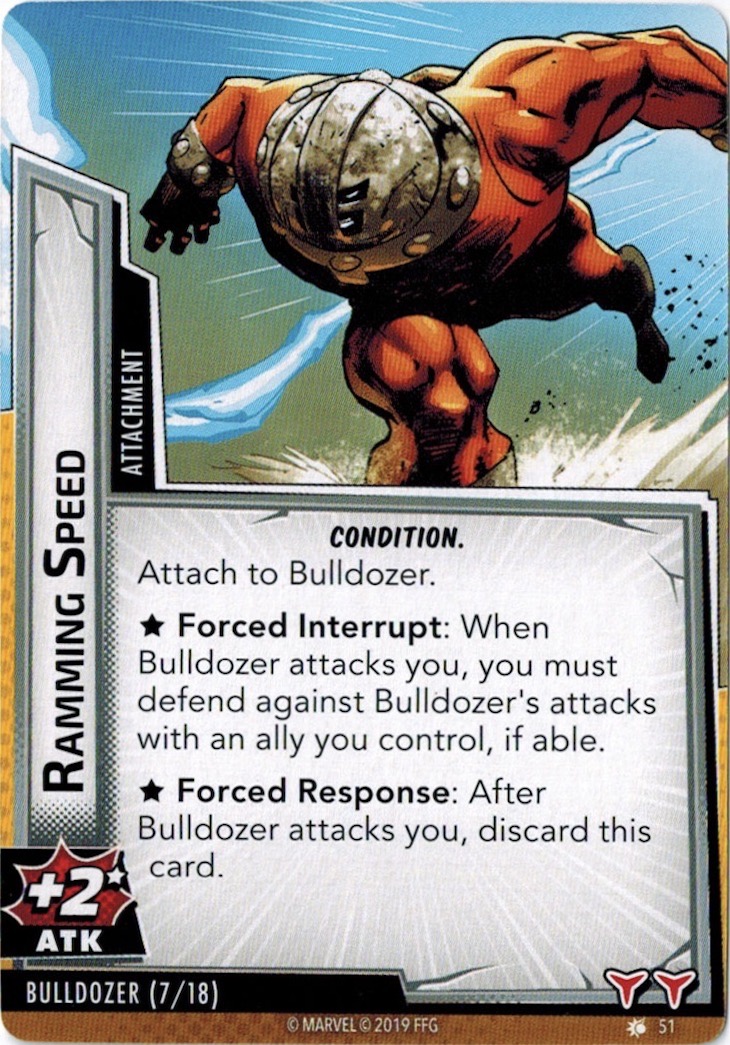 ATTACHMENT
RAMMING SPEED
CONDITION.
Attach to Bulldozer.
★ Forced Interrupt: When
Bulldozer attacks you, you must
defend against Bulldozer's attacks
with an ally you control, if able.
★ Forced Response: After
Bulldozer attacks you, discard this
card.
+2★
ATK
BULLDOZER (7/18)
© MARVEL © 2019 FFG
51